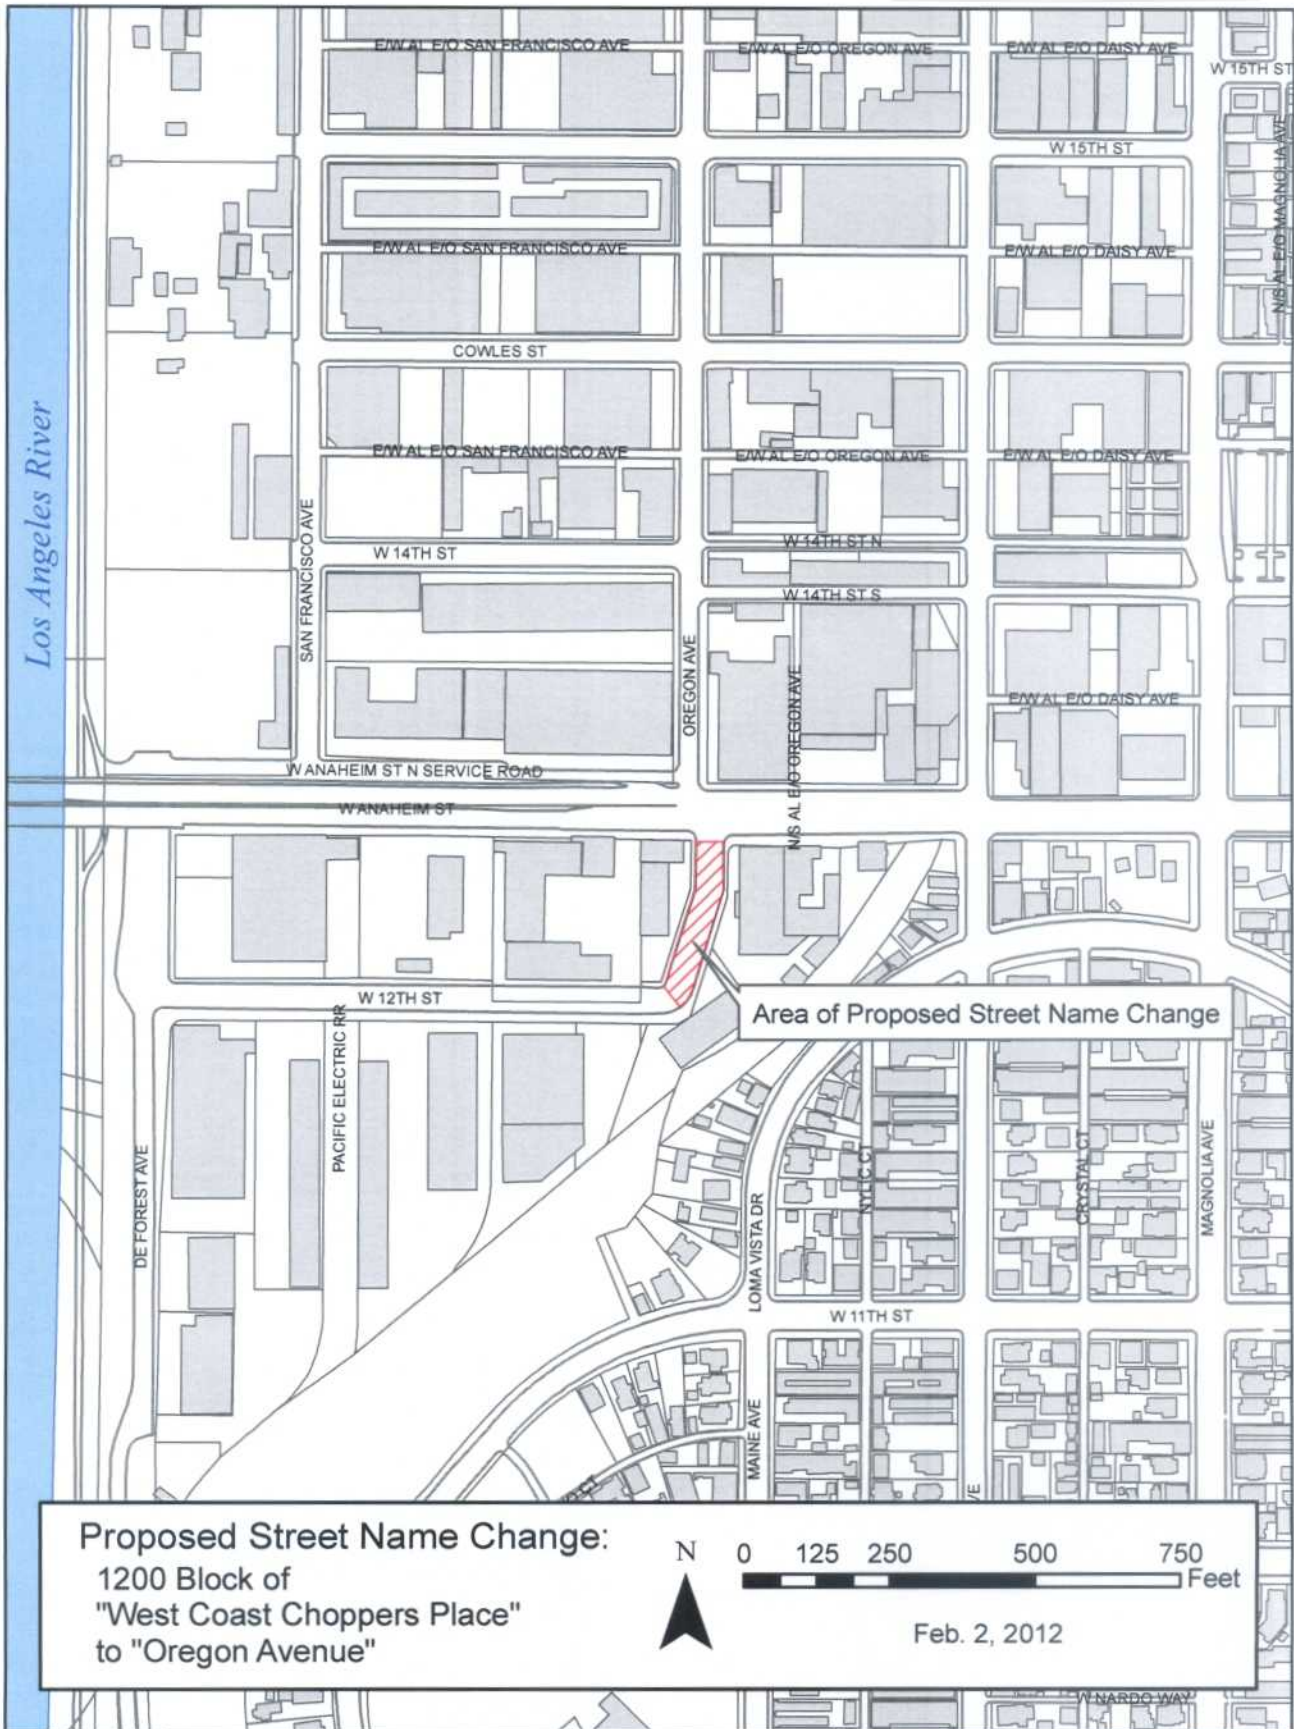 E/W AL E/O SAN FRANCISCO AVE
E/W AL E/O OREGON AVE
E/W AL E/O DAISY AVE
W 15TH ST
W 15TH ST
N/S AL E/O MAGNOLIA AVE
E/W AL E/O SAN FRANCISCO AVE
E/W AL E/O DAISY AVE
COWLES ST
Los Angeles River
E/W AL E/O SAN FRANCISCO AVE
E/W AL E/O OREGON AVE
E/W AL E/O DAISY AVE
SAN FRANCISCO AVE
W 14TH ST
W 14TH ST N
W 14TH ST S
OREGON AVE
N/S AL E/O OREGON AVE
E/W AL E/O DAISY AVE
W ANAHEIM ST N SERVICE ROAD
W ANAHEIM ST
W 12TH ST
Area of Proposed Street Name Change
PACIFIC ELECTRIC RR
DE FOREST AVE
LOMA VISTA DR
CRYSTAL CT
MAGNOLIA AVE
W 11TH ST
MAINE AVE
VE
CT
Proposed Street Name Change:
1200 Block of
"West Coast Choppers Place"
to "Oregon Avenue"
N
0 125 250 500 750
Feet
Feb. 2, 2012
W NARDO WAY